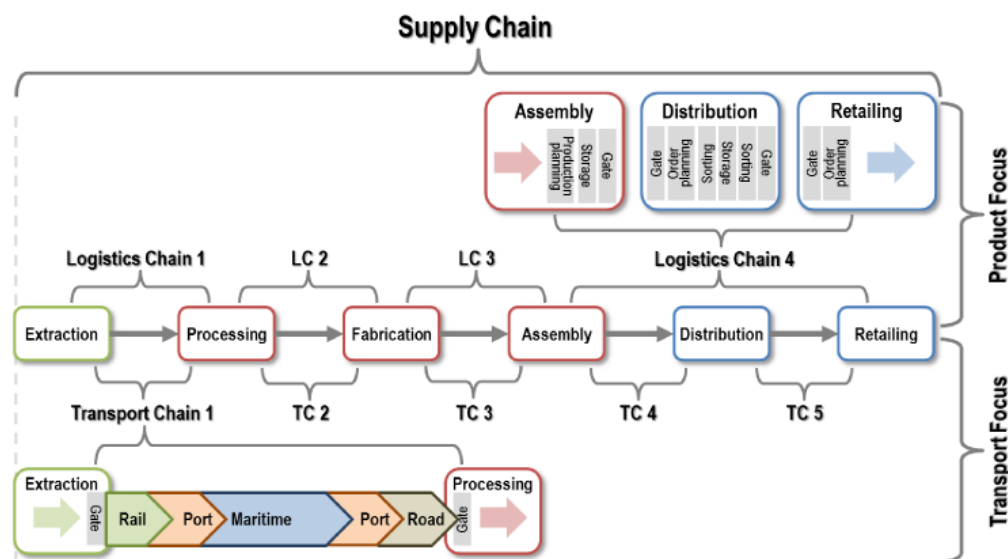 Supply Chain
Assembly
Production
planning
Storage
Gate
Distribution
Gate
Order
planning
Sorting
Storage
Sorting
Gate
Retailing
Gate
Order
planning
Product Focus
Logistics Chain 1
LC 2
LC 3
Logistics Chain 4
Extraction
Processing
Fabrication
Assembly
Distribution
Retailing
Transport Chain 1
TC 2
TC 3
TC 4
TC 5
Transport Focus
Extraction
Gate
Rail
Port
Maritime
Port
Road
Processing
Gate